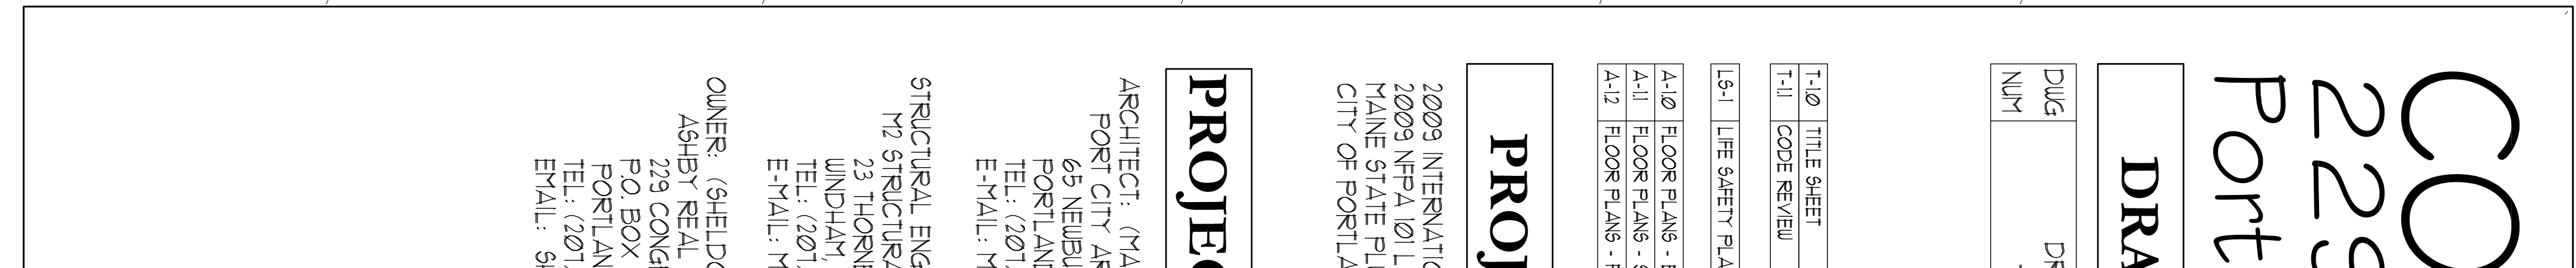 CO
229
Port
DRA
DWG
NUM
DR
T-1.0 TITLE SHEET
T-1.1 CODE REVIEW
LS-1 LIFE SAFETY PLA
A-1.0 FLOOR PLANS - B
A-1.1 FLOOR PLANS - S
A-1.2 FLOOR PLANS - F
PROJ
2009 INTERNATIO
2009 NFPA 101 L
MAINE STATE PLU
CITY OF PORTLA
PROJEC
ARCHITECT: (MA
PORT CITY AR
65 NEWBU
PORTLAND
TEL: (207
E-MAIL: M
STRUCTURAL ENG
M2 STRUCTURA
23 THORNE
WINDHAM,
TEL: (207
E-MAIL: M
OWNER: (SHELDO
ASHBY REAL
229 CONG
P.O. BOX
PORTLAN
TEL: (207
EMAIL: SH